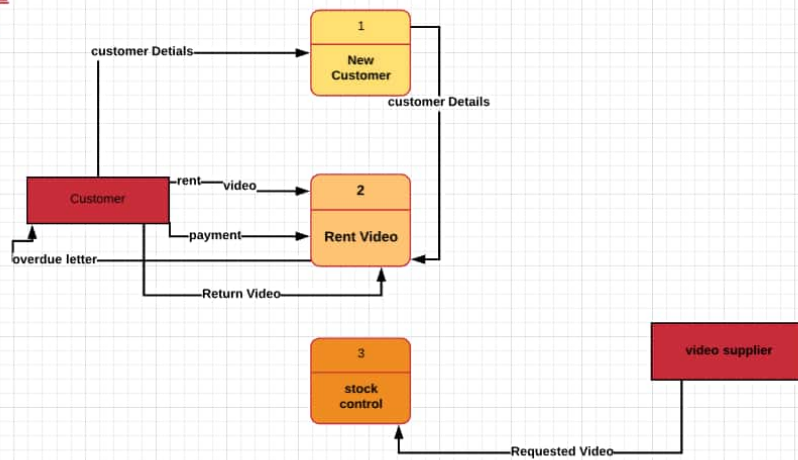 1
New
Customer
customer Detials
customer Details
Customer
rent
video
2
Rent Video
payment
overdue letter
Return Video
3
stock
control
video supplier
Requested Video